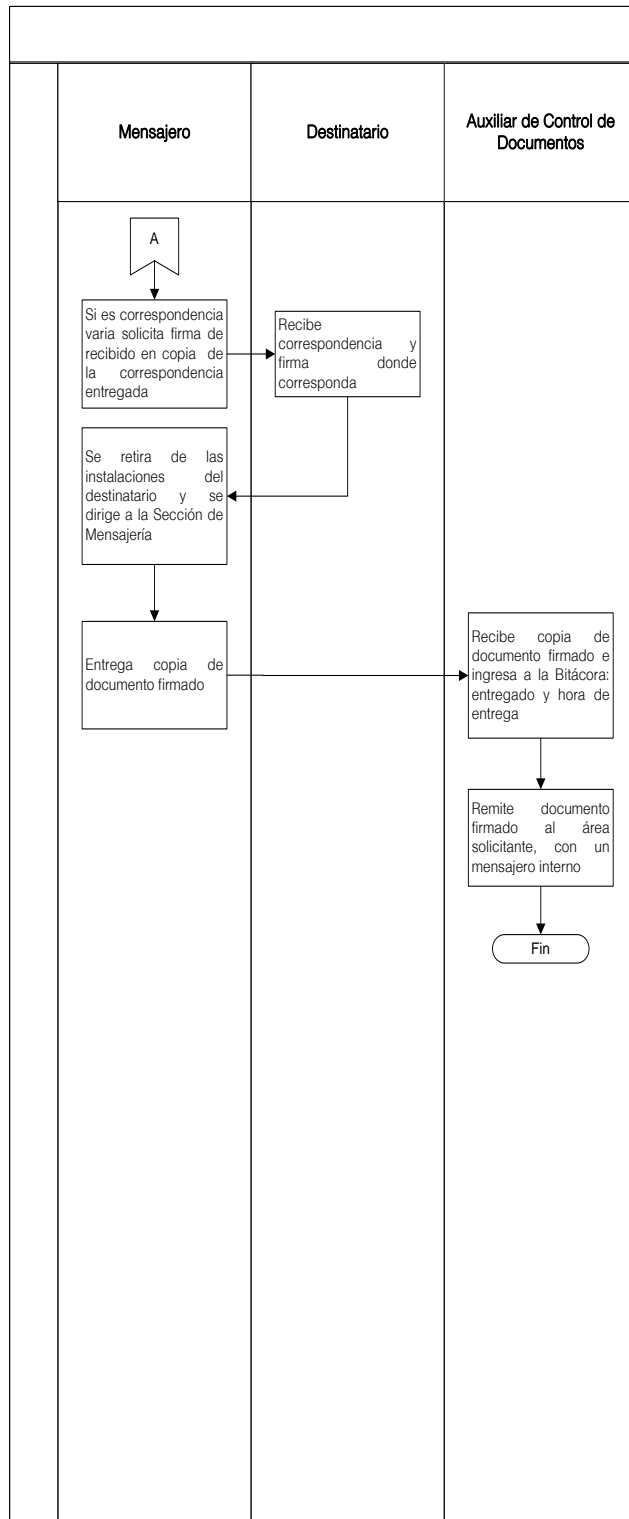 Mensajero
Destinatario
Auxiliar de Control de
Documentos
A
Si es correspondencia
varia solicita firma de
recibido en copia de
la correspondencia
entregada
Recibe
correspondencia y
firma donde
corresponda
Se retira de las
instalaciones del
destinatario y se
dirige a la Sección de
Mensajería
Entrega copia de
documento firmado
Recibe copia de
documento firmado e
ingresa a la Bitácora:
entregado y hora de
entrega
Remite documento
firmado al área
solicitante, con un
mensajero interno
Fin